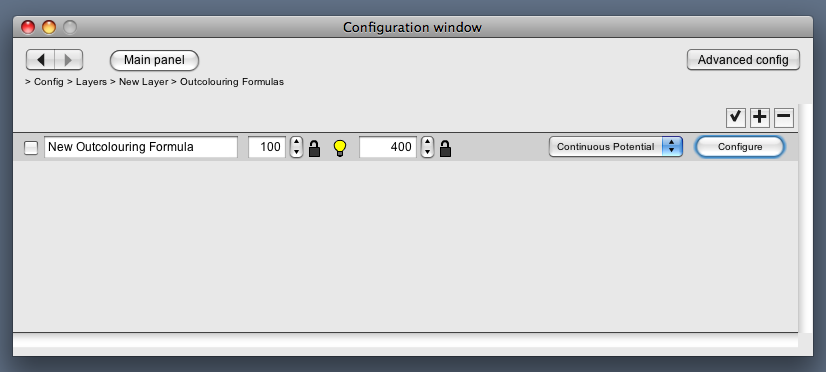 Configuration window
Main panel
Advanced config
> Config > Layers > New Layer > Outcolouring Formulas
New Outcolouring Formula 100 400 Continuous Potential Configure